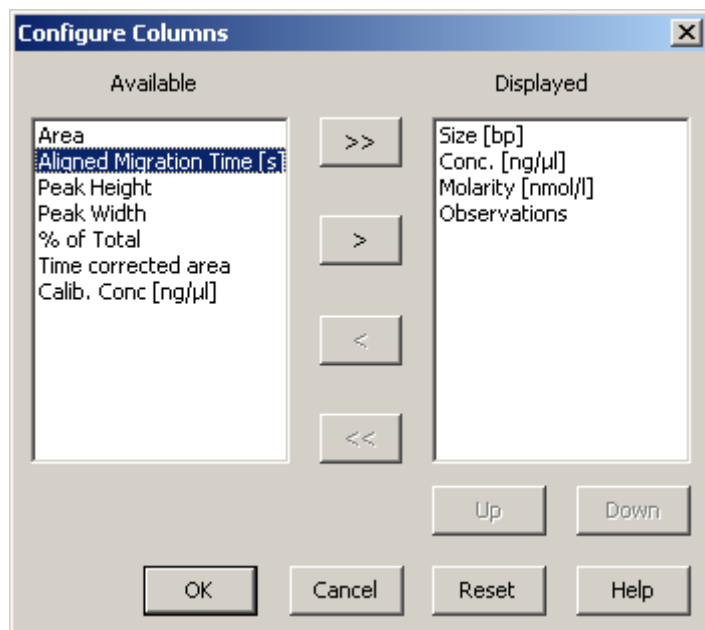 Configure Columns
Available
Displayed
Area
Aligned Migration Time [s]
Peak Height
Peak Width
% of Total
Time corrected area
Calib. Conc [ng/µl]
>>
>
<
<<
Size [bp]
Conc. [ng/µl]
Molarity [nmol/l]
Observations
Up
Down
OK
Cancel
Reset
Help